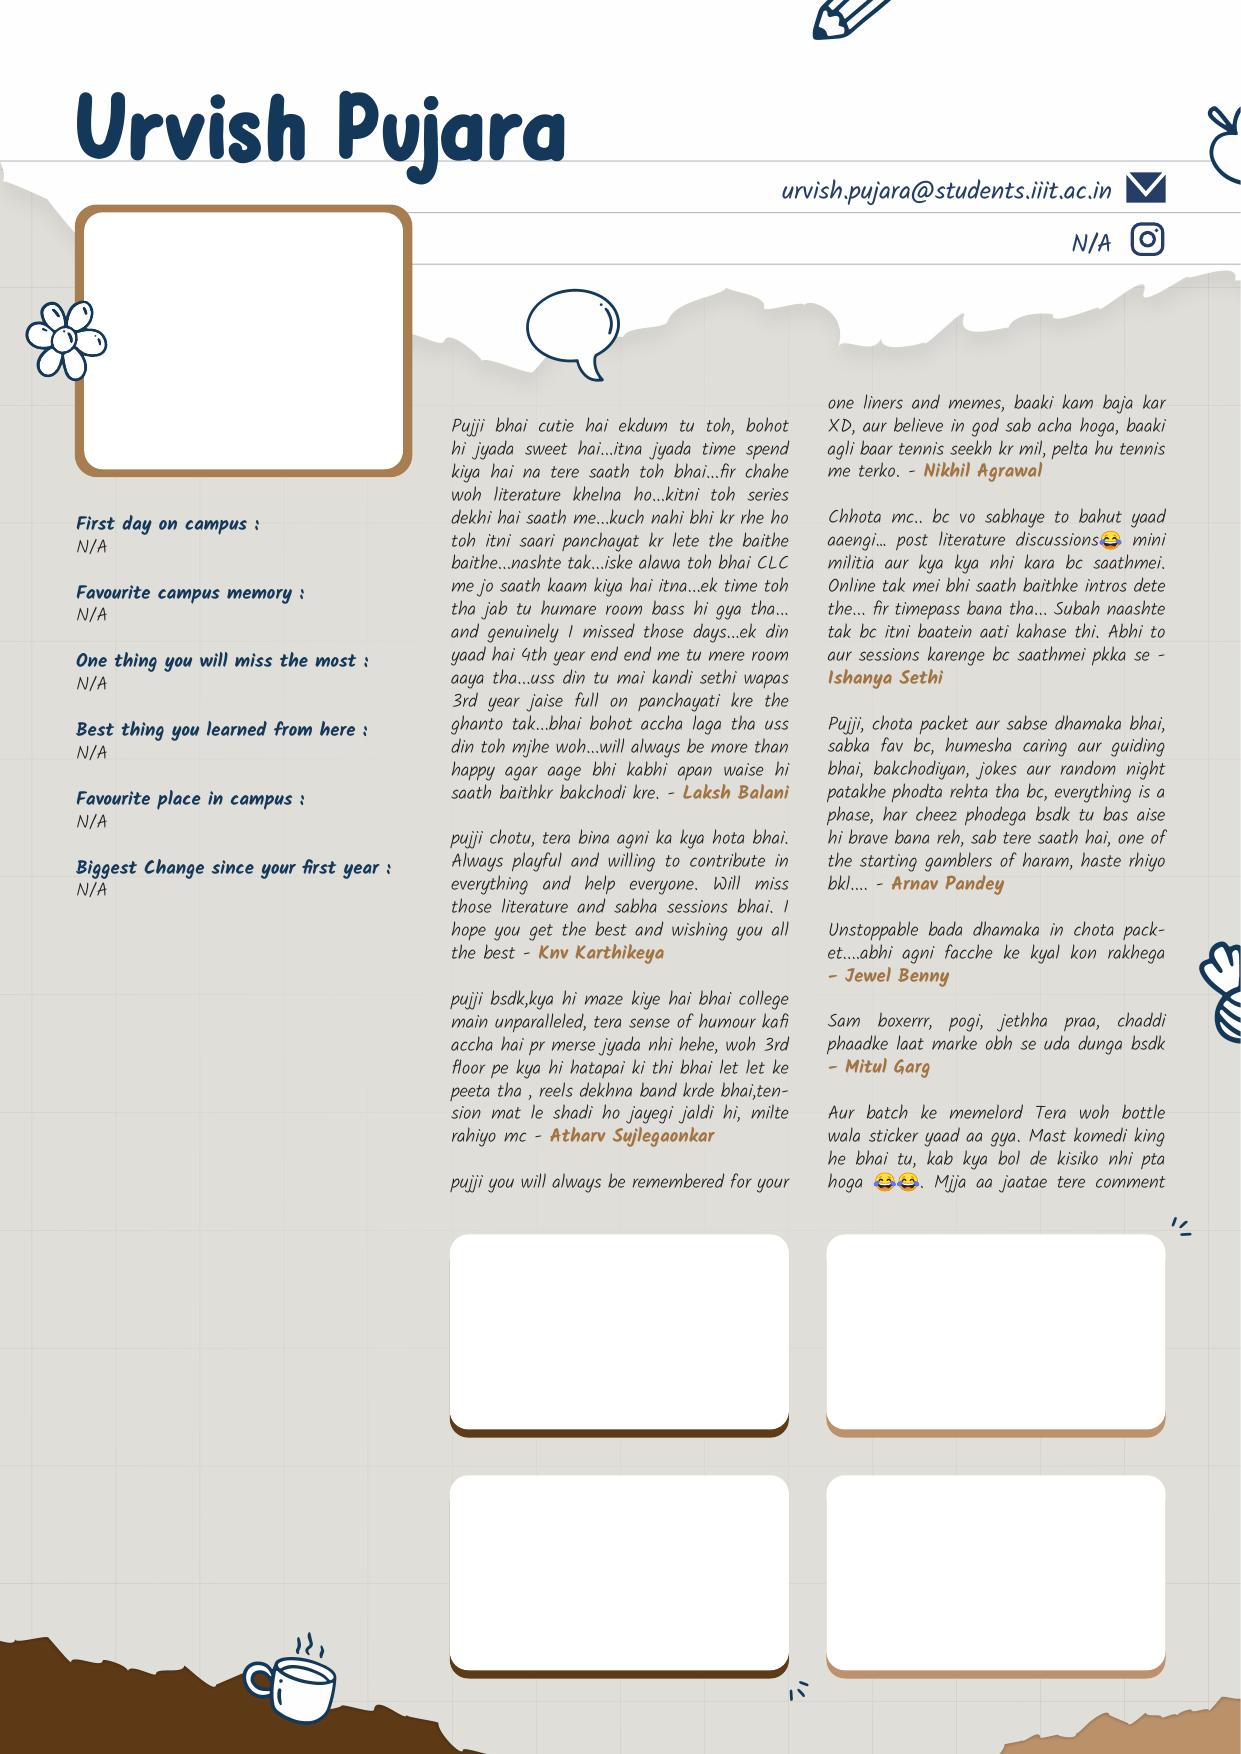 Urvish Pujara
urvish.pujara@students.iiit.ac.in
N/A
First day on campus :
N/A
Favourite campus memory :
N/A
One thing you will miss the most :
N/A
Best thing you learned from here :
N/A
Favourite place in campus :
N/A
Biggest Change since your first year :
N/A
Pujji bhai cutie hai ekdum tu toh, bohot
hi jyada sweet hai...itna jyada time spend
kiya hai na tere saath toh bhai...fir chahe
woh literature khelna ho...kitni toh series
dekhi hai saath me...kuch nahi bhi kr rhe ho
toh itni saari panchayat kr lete the baithe
baithe...nashte tak...iske alawa toh bhai CLC
me jo saath kaam kiya hai itna...ek time toh
tha jab tu humare room bass hi gya tha...
and genuinely I missed those days...ek din
yaad hai 4th year end end me tu mere room
aaya tha...uss din tu mai kandi sethi wapas
3rd year jaise full on panchayati kre the
ghanto tak...bhai bohot accha laga tha uss
din toh mjhe woh...will always be more than
happy agar aage bhi kabhi apan waise hi
saath baithkr bakchodi kre. - Laksh Balani
pujji chotu, tera bina agni ka kya hota bhai.
Always playful and willing to contribute in
everything and help everyone. Will miss
those literature and sabha sessions bhai. I
hope you get the best and wishing you all
the best - Knv Karthikeya
pujji bsdk,kya hi maze kiye hai bhai college
main unparalleled, tera sense of humour kafi
accha hai pr merse jyada nhi hehe, woh 3rd
floor pe kya hi hatapai ki thi bhai let let ke
peeta tha , reels dekhna band krde bhai,ten-
sion mat le shadi ho jayegi jaldi hi, milte
rahiyo mc - Atharv Sujlegaonkar
pujji you will always be remembered for your
one liners and memes, baaki kam baja kar
XD, aur believe in god sab acha hoga, baaki
agli baar tennis seekh kr mil, pelta hu tennis
me terko. - Nikhil Agrawal
Chhota mc.. bc vo sabhaye to bahut yaad
aaengi... post literature discussions😂 mini
militia aur kya kya nhi kara bc saathmei.
Online tak mei bhi saath baithke intros dete
the... fir timepass bana tha... Subah naashte
tak bc itni baatein aati kahase thi. Abhi to
aur sessions karenge bc saathmei pkka se -
Ishanya Sethi
Pujji, chota packet aur sabse dhamaka bhai,
sabka fav bc, humesha caring aur guiding
bhai, bakchodiyan, jokes aur random night
patakhe phodta rehta tha bc, everything is a
phase, har cheez phodega bsdk tu bas aise
hi brave bana reh, sab tere saath hai, one of
the starting gamblers of haram, haste rhiyo
bkl.... - Arnav Pandey
Unstoppable bada dhamaka in chota pack-
et....abhi agni facche ke kyal kon rakhega
- Jewel Benny
Sam boxerrr, pogi, jethha praa, chaddi
phaadke laat marke obh se uda dunga bsdk
- Mitul Garg
Aur batch ke memelord Tera woh bottle
wala sticker yaad aa gya. Mast komedi king
he bhai tu, kab kya bol de kisiko nhi pta
hoga 😂😂. Mjja aa jaatae tere comment